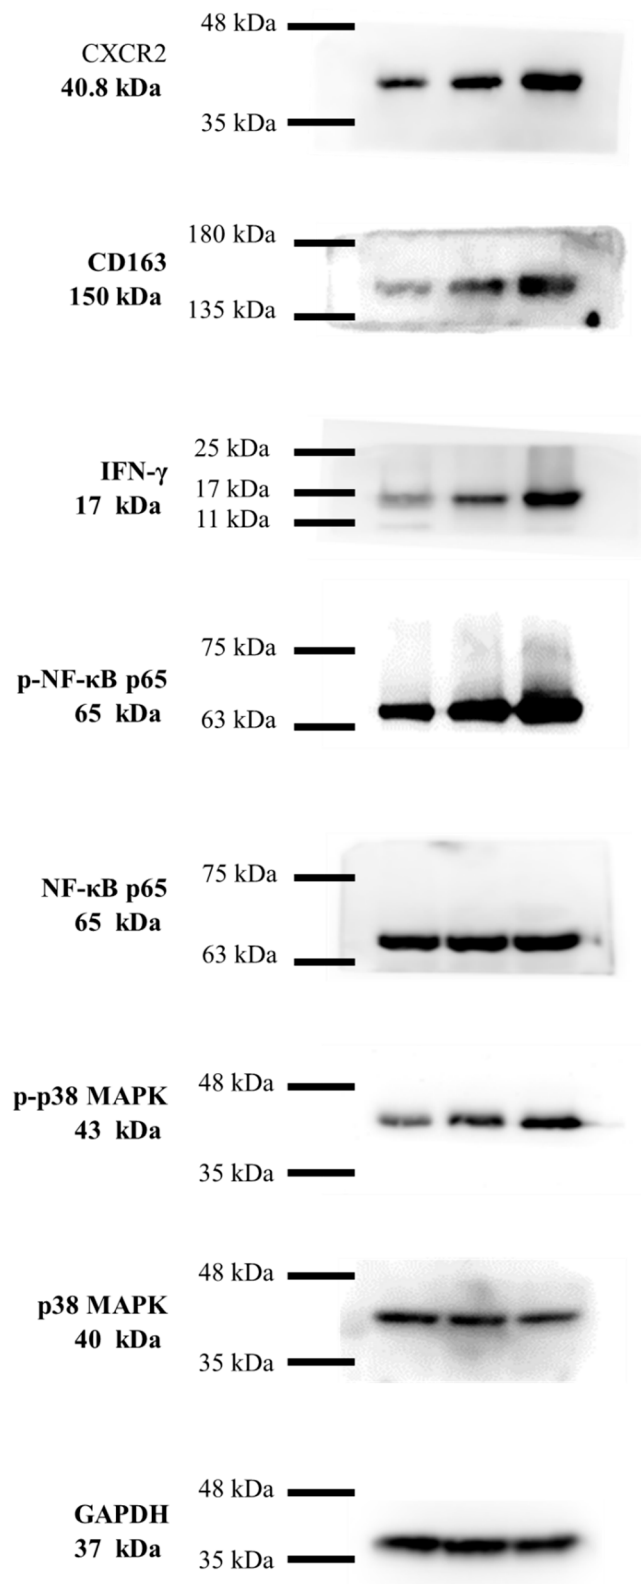 48 kDa
CXCR2
40.8 kDa
35 kDa
180 kDa
CD163
150 kDa
135 kDa
25 kDa
IFN-γ
17 kDa
17 kDa
11 kDa
75 kDa
p-NF-κB p65
65 kDa
63 kDa
75 kDa
NF-κB p65
65 kDa
63 kDa
48 kDa
p-p38 MAPK
43 kDa
35 kDa
48 kDa
p38 MAPK
40 kDa
35 kDa
48 kDa
GAPDH
37 kDa
35 kDa